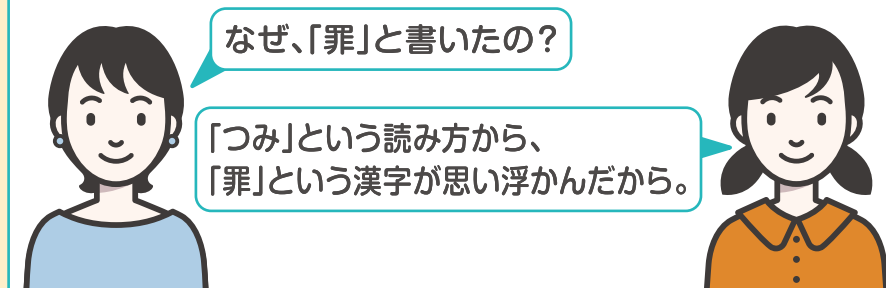 なぜ、「罪」と書いたの？
「つみ」という読み方から、
「罪」という漢字が思い浮かんだから。